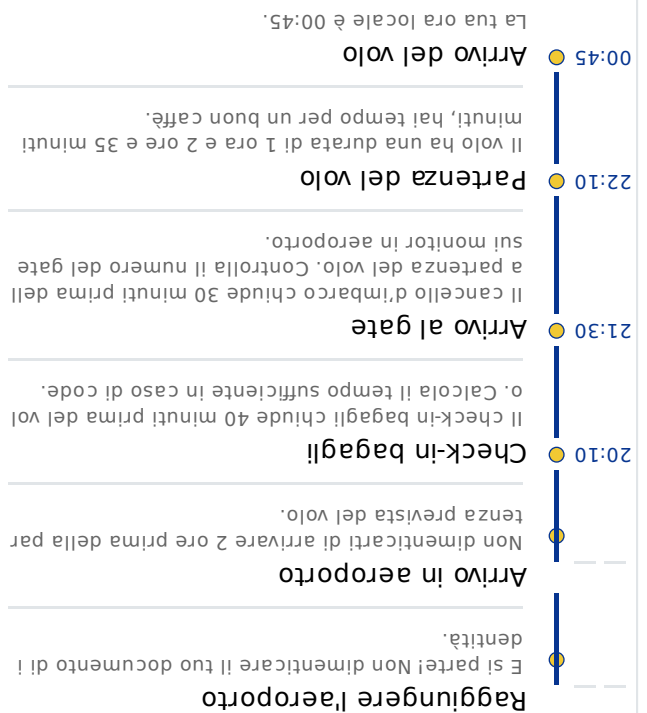 Raggiungere l'aeroporto
E si parte! Non dimenticare il tuo documento di i
dentità.
Arrivo in aeroporto
Non dimenticarti di arrivare 2 ore prima della par
tenza prevista del volo.
20:10
Check-in bagagli
Il check-in bagagli chiude 40 minuti prima del vol
o. Calcola il tempo sufficiente in caso di code.
21:30
Arrivo al gate
Il cancello d'imbarco chiude 30 minuti prima dell
a partenza del volo. Controlla il numero del gate
sui monitor in aeroporto.
22:10
Partenza del volo
Il volo ha una durata di 1 ora e 2 ore e 35 minuti
minuti, hai tempo per un buon caffè.
00:45
Arrivo del volo
La tua ora locale è 00:45.